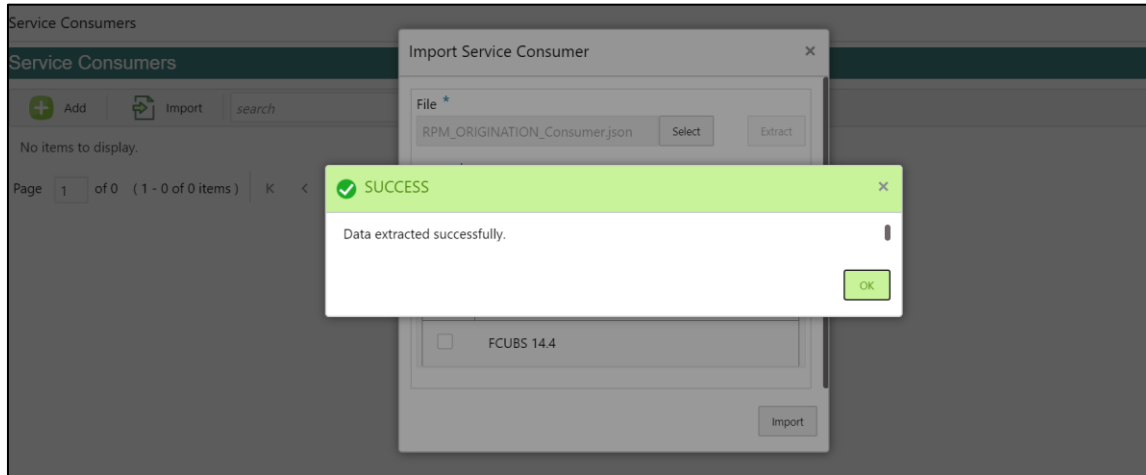 Service Consumers
Service Consumers
Add Import search
No items to display.
Page 1 of 0 ( 1 - 0 of 0 items ) K <
Import Service Consumer ×
File *
RPM_ORIGINATION_Consumer.json Select Extract
SUCCESS ×
Data extracted successfully.
OK
FCUBS 14.4
Import